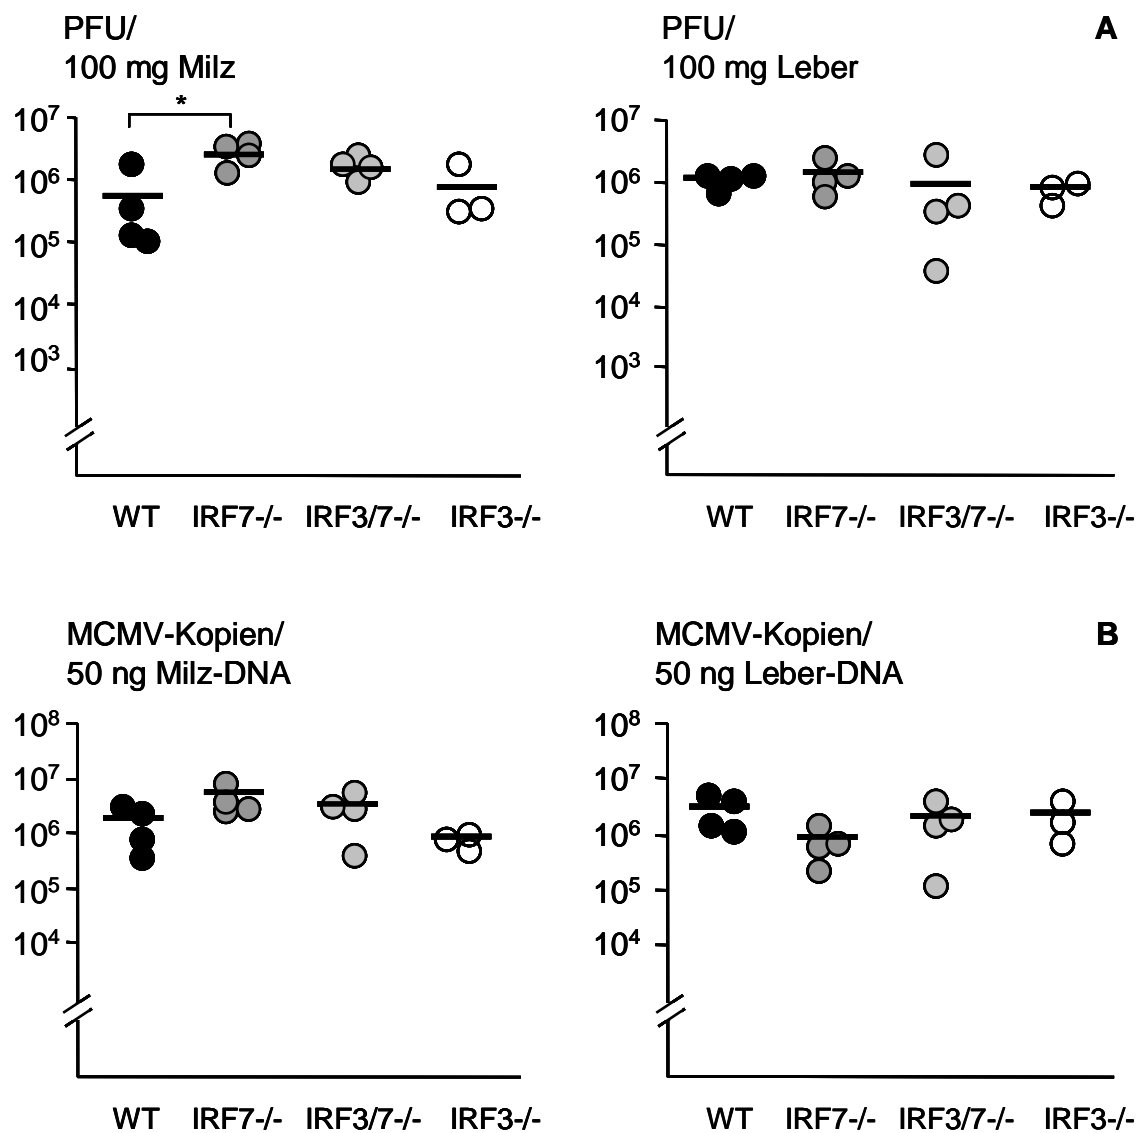 PFU/
100 mg Milz
*
10⁷
10⁶
10⁵
10⁴
10³
WT IRF7-/- IRF3/7-/- IRF3-/-
PFU/
100 mg Leber
A
10⁷
10⁶
10⁵
10⁴
10³
WT IRF7-/- IRF3/7-/- IRF3-/-
MCMV-Kopien/
50 ng Milz-DNA
10⁸
10⁷
10⁶
10⁵
10⁴
WT IRF7-/- IRF3/7-/- IRF3-/-
MCMV-Kopien/
50 ng Leber-DNA
B
10⁸
10⁷
10⁶
10⁵
10⁴
WT IRF7-/- IRF3/7-/- IRF3-/-